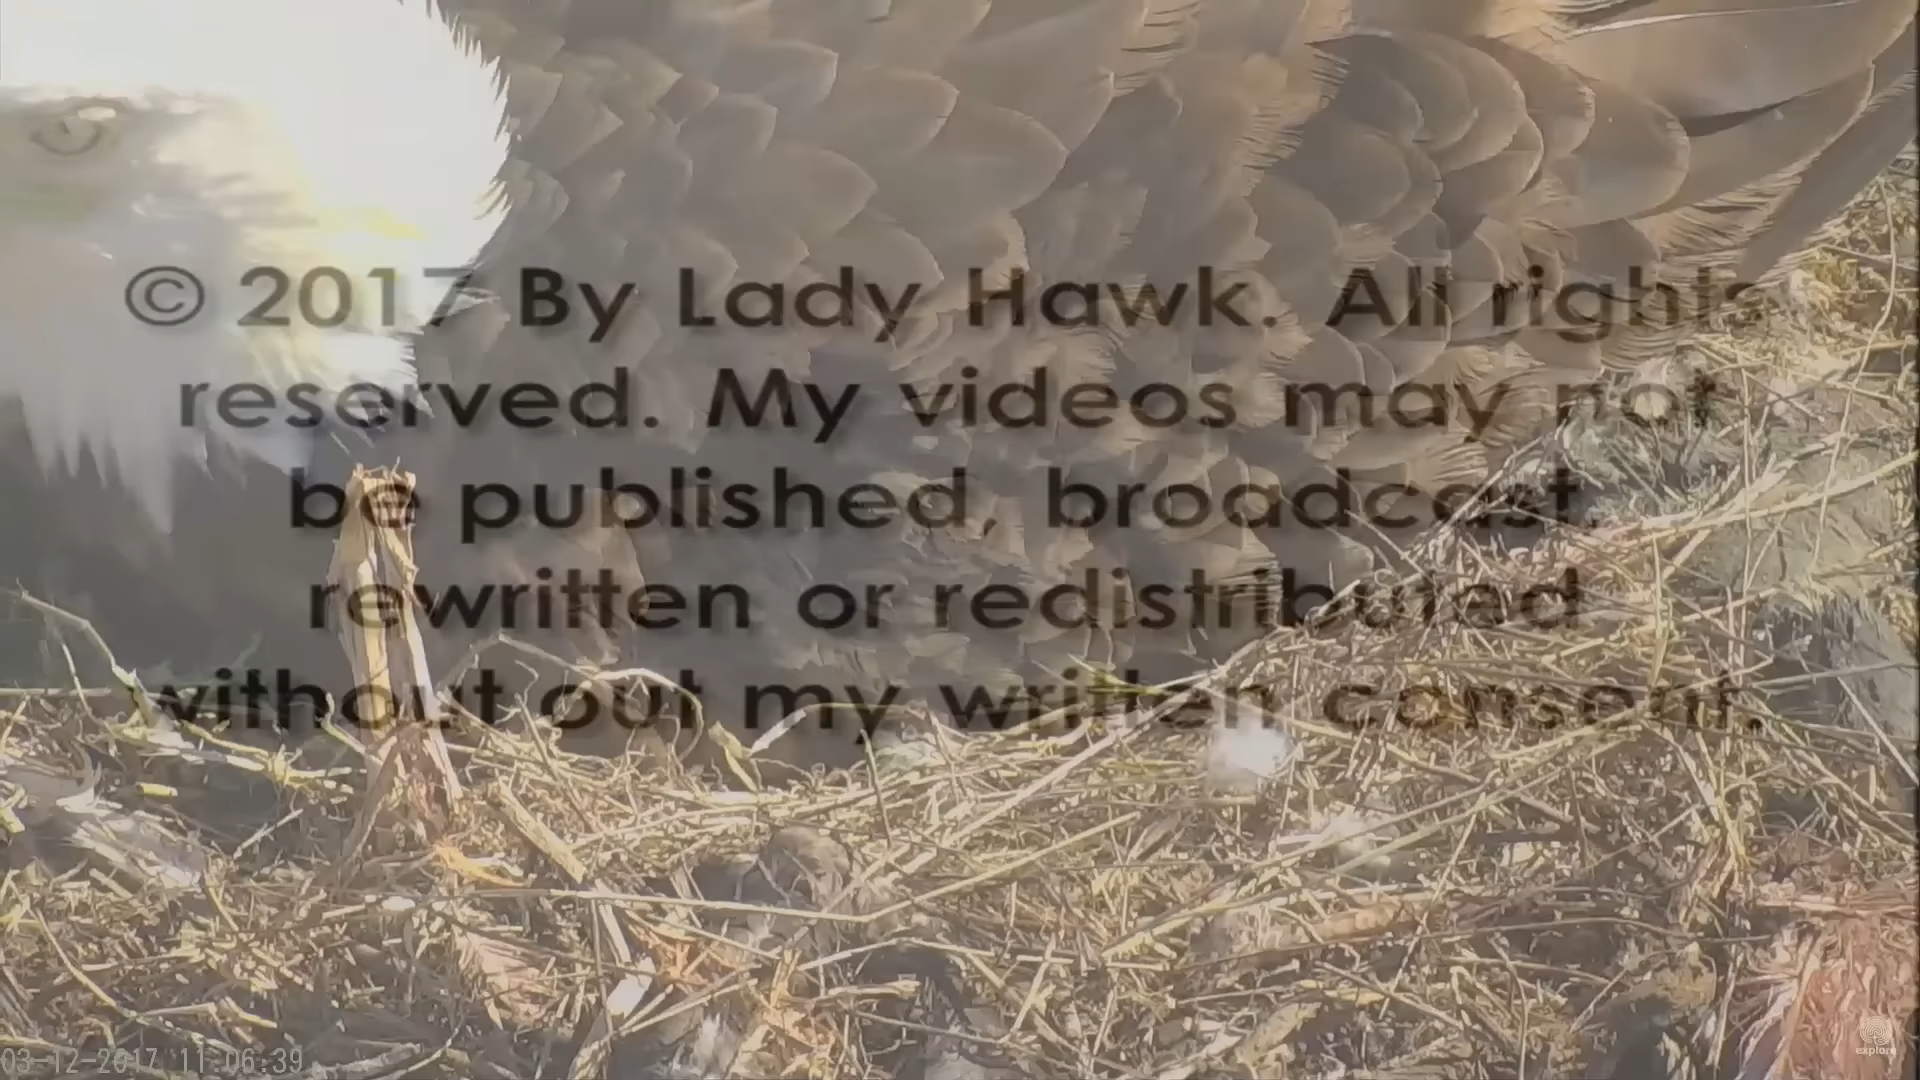 © 2017 By Lady Hawk. All rights
reserved. My videos may not
be published, broadcast,
rewritten or redistributed
without out my written consent.
03-12-2017 11:06:39
explore